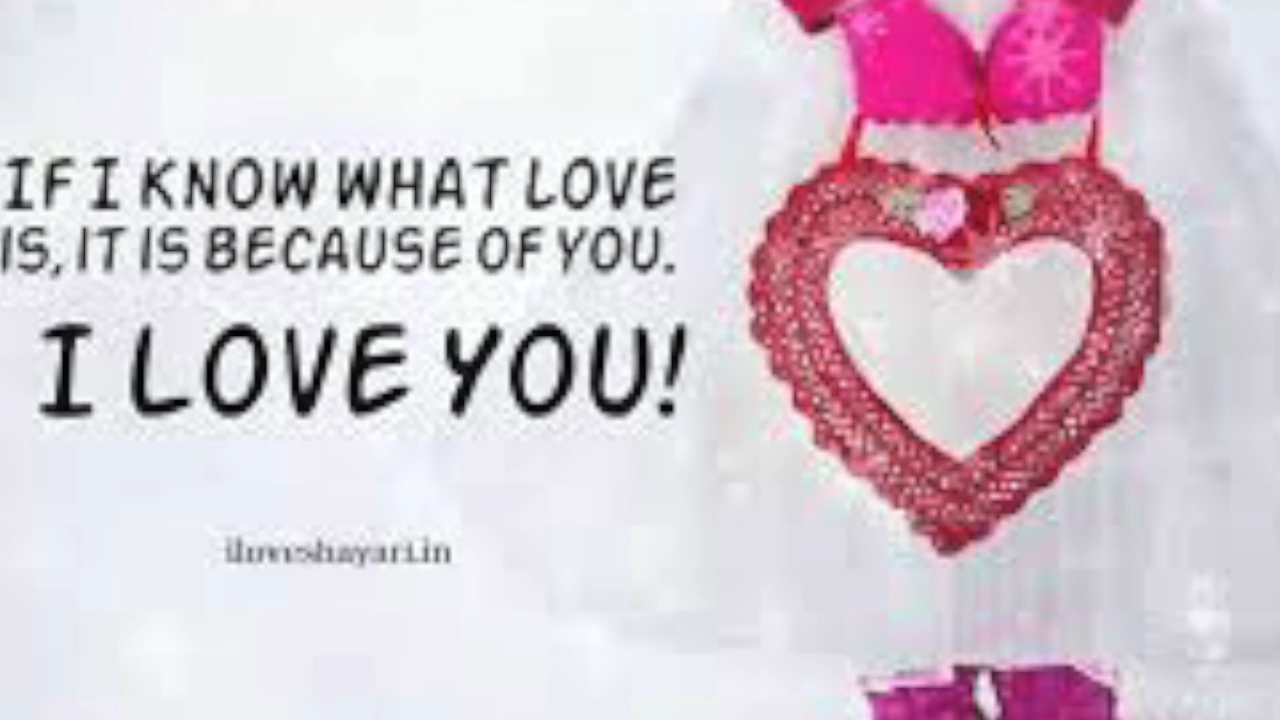 IF I KNOW WHAT LOVE
IS, IT IS BECAUSE OF YOU.
I LOVE YOU!
iloveshayari.in